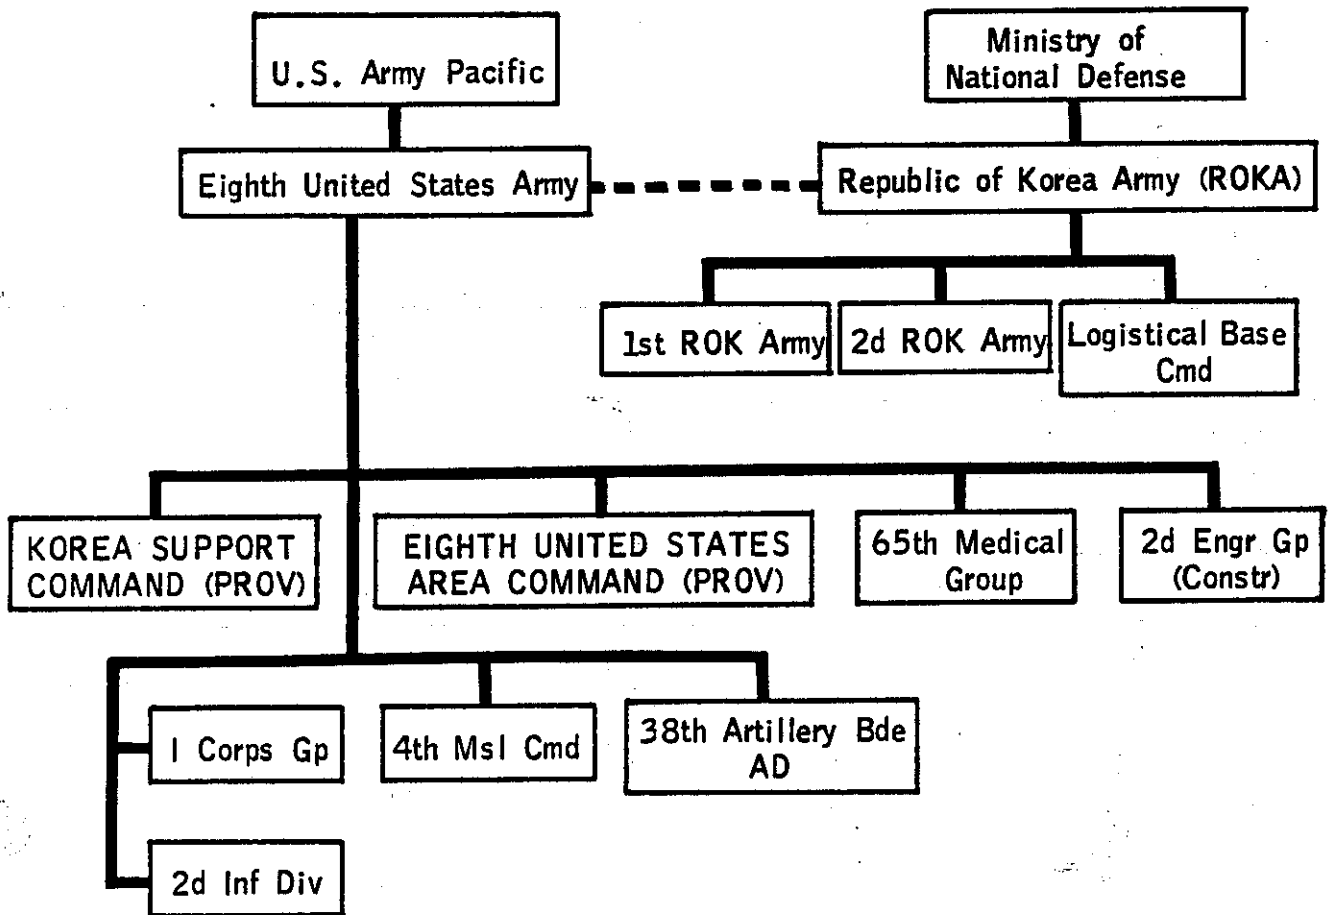 U.S. Army Pacific
Ministry of
National Defense
Eighth United States Army
Republic of Korea Army (ROKA)
1st ROK Army
2d ROK Army
Logistical Base
Cmd
KOREA SUPPORT
COMMAND (PROV)
EIGHTH UNITED STATES
AREA COMMAND (PROV)
65th Medical
Group
2d Engr Gp
(Constr)
I Corps Gp
4th Msl Cmd
38th Artillery Bde
AD
2d Inf Div